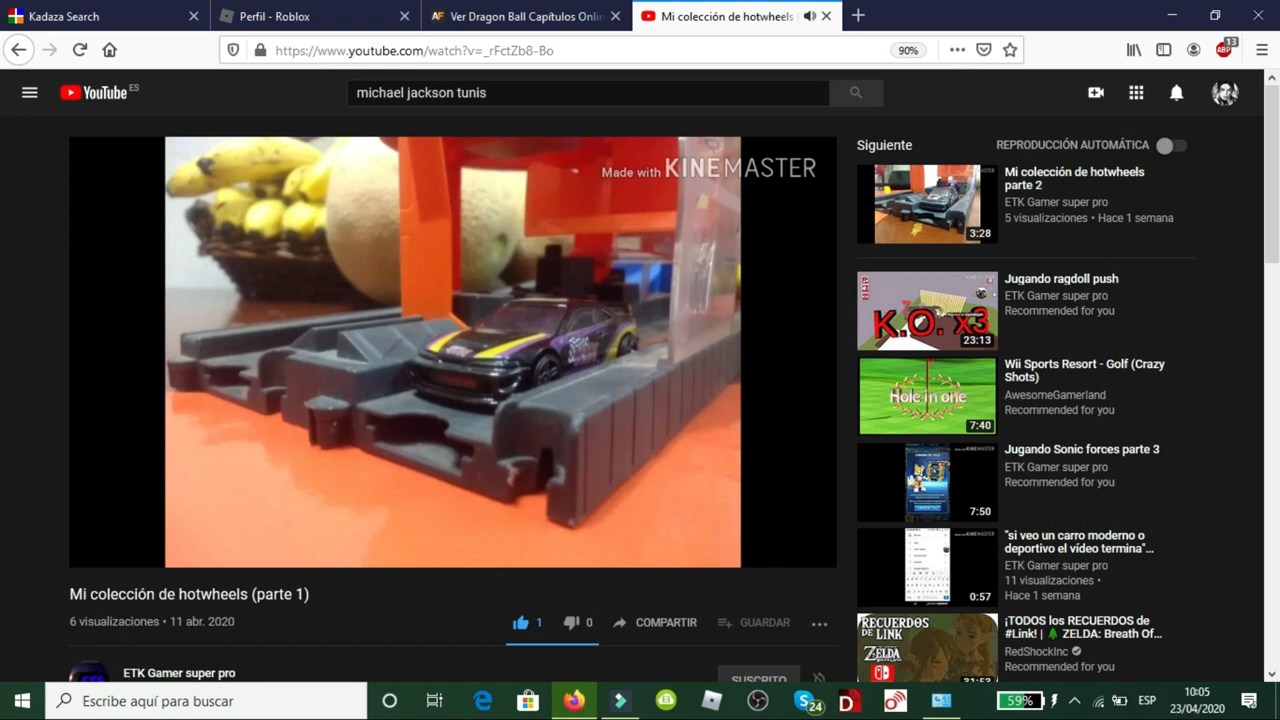 Kadaza Search
Perfil - Roblox
Ver Dragon Ball Capítulos Onlin
Mi colección de hotwheels (
https://www.youtube.com/watch?v=_rFctZb8-Bo
90%
ABP
13
YouTube
ES
michael jackson tunis
Made with KINEMASTER
Siguiente
REPRODUCCIÓN AUTOMÁTICA
Mi colección de hotwheels
parte 2
ETK Gamer super pro
5 visualizaciones • Hace 1 semana
3:28
Jugando ragdoll push
ETK Gamer super pro
Recommended for you
K.O. x3
23:13
Wii Sports Resort - Golf (Crazy
Shots)
AwesomeGamerland
Recommended for you
Hole in one
7:40
Jugando Sonic forces parte 3
ETK Gamer super pro
Recommended for you
7:50
"si veo un carro moderno o
deportivo el video termina"...
ETK Gamer super pro
11 visualizaciones •
Hace 1 semana
0:57
¡TODOS los RECUERDOS de
#Link! | 🌲 ZELDA: Breath Of...
RedShockInc
Recommended for you
RECUERDOS
DE LINK
ZELDA
31:53
Mi colección de hotwheels (parte 1)
6 visualizaciones • 11 abr. 2020
1
0
COMPARTIR
GUARDAR
ETK Gamer super pro
SUSCRITO
Escribe aquí para buscar
24
59%
ESP
10:05
23/04/2020